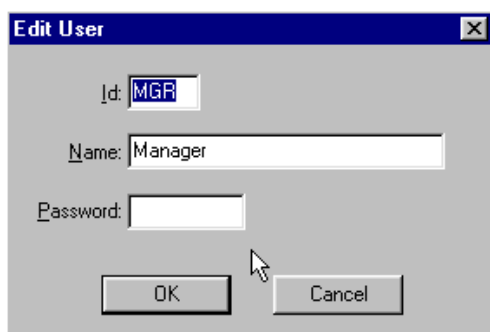 Edit User
Id: MGR
Name: Manager
Password:
OK Cancel